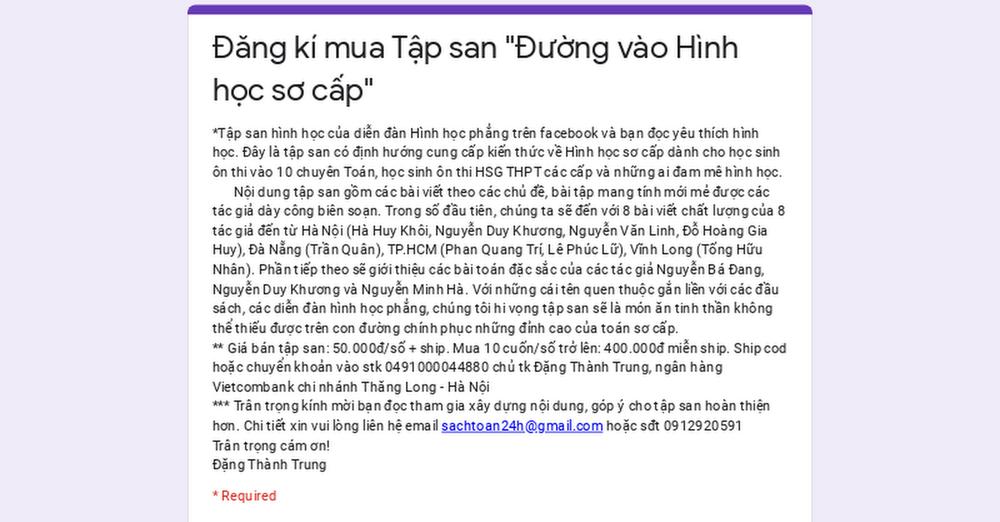 Đăng kí mua Tập san "Đường vào Hình
học sơ cấp"
*Tập san hình học của diễn đàn Hình học phẳng trên facebook và bạn đọc yêu thích hình
học. Đây là tập san có định hướng cung cấp kiến thức về Hình học sơ cấp dành cho học sinh
ôn thi vào 10 chuyên Toán, học sinh ôn thi HSG THPT các cấp và những ai đam mê hình học.
Nội dung tập san gồm các bài viết theo các chủ đề, bài tập mang tính mới mẻ được các
tác giả dày công biên soạn. Trong số đầu tiên, chúng ta sẽ đến với 8 bài viết chất lượng của 8
tác giả đến từ Hà Nội (Hà Huy Khôi, Nguyễn Duy Khương, Nguyễn Văn Linh, Đỗ Hoàng Gia
Huy), Đà Nẵng (Trần Quân), TP.HCM (Phan Quang Trí, Lê Phúc Lữ), Vĩnh Long (Tống Hữu
Nhân). Phần tiếp theo sẽ giới thiệu các bài toán đặc sắc của các tác giả Nguyễn Bá Đang,
Nguyễn Duy Khương và Nguyễn Minh Hà. Với những cái tên quen thuộc gắn liền với các đầu
sách, các diễn đàn hình học phẳng, chúng tôi hi vọng tập san sẽ là món ăn tinh thần không
thể thiếu được trên con đường chinh phục những đỉnh cao của toán sơ cấp.
** Giá bán tập san: 50.000đ/số + ship. Mua 10 cuốn/số trở lên: 400.000đ miễn ship. Ship cod
hoặc chuyển khoản vào stk 0491000044880 chủ tk Đặng Thành Trung, ngân hàng
Vietcombank chi nhánh Thăng Long - Hà Nội
*** Trân trọng kính mời bạn đọc tham gia xây dựng nội dung, góp ý cho tập san hoàn thiện
hơn. Chi tiết xin vui lòng liên hệ email sachtoan24h@gmail.com hoặc sđt 0912920591
Trân trọng cám ơn!
Đặng Thành Trung
* Required